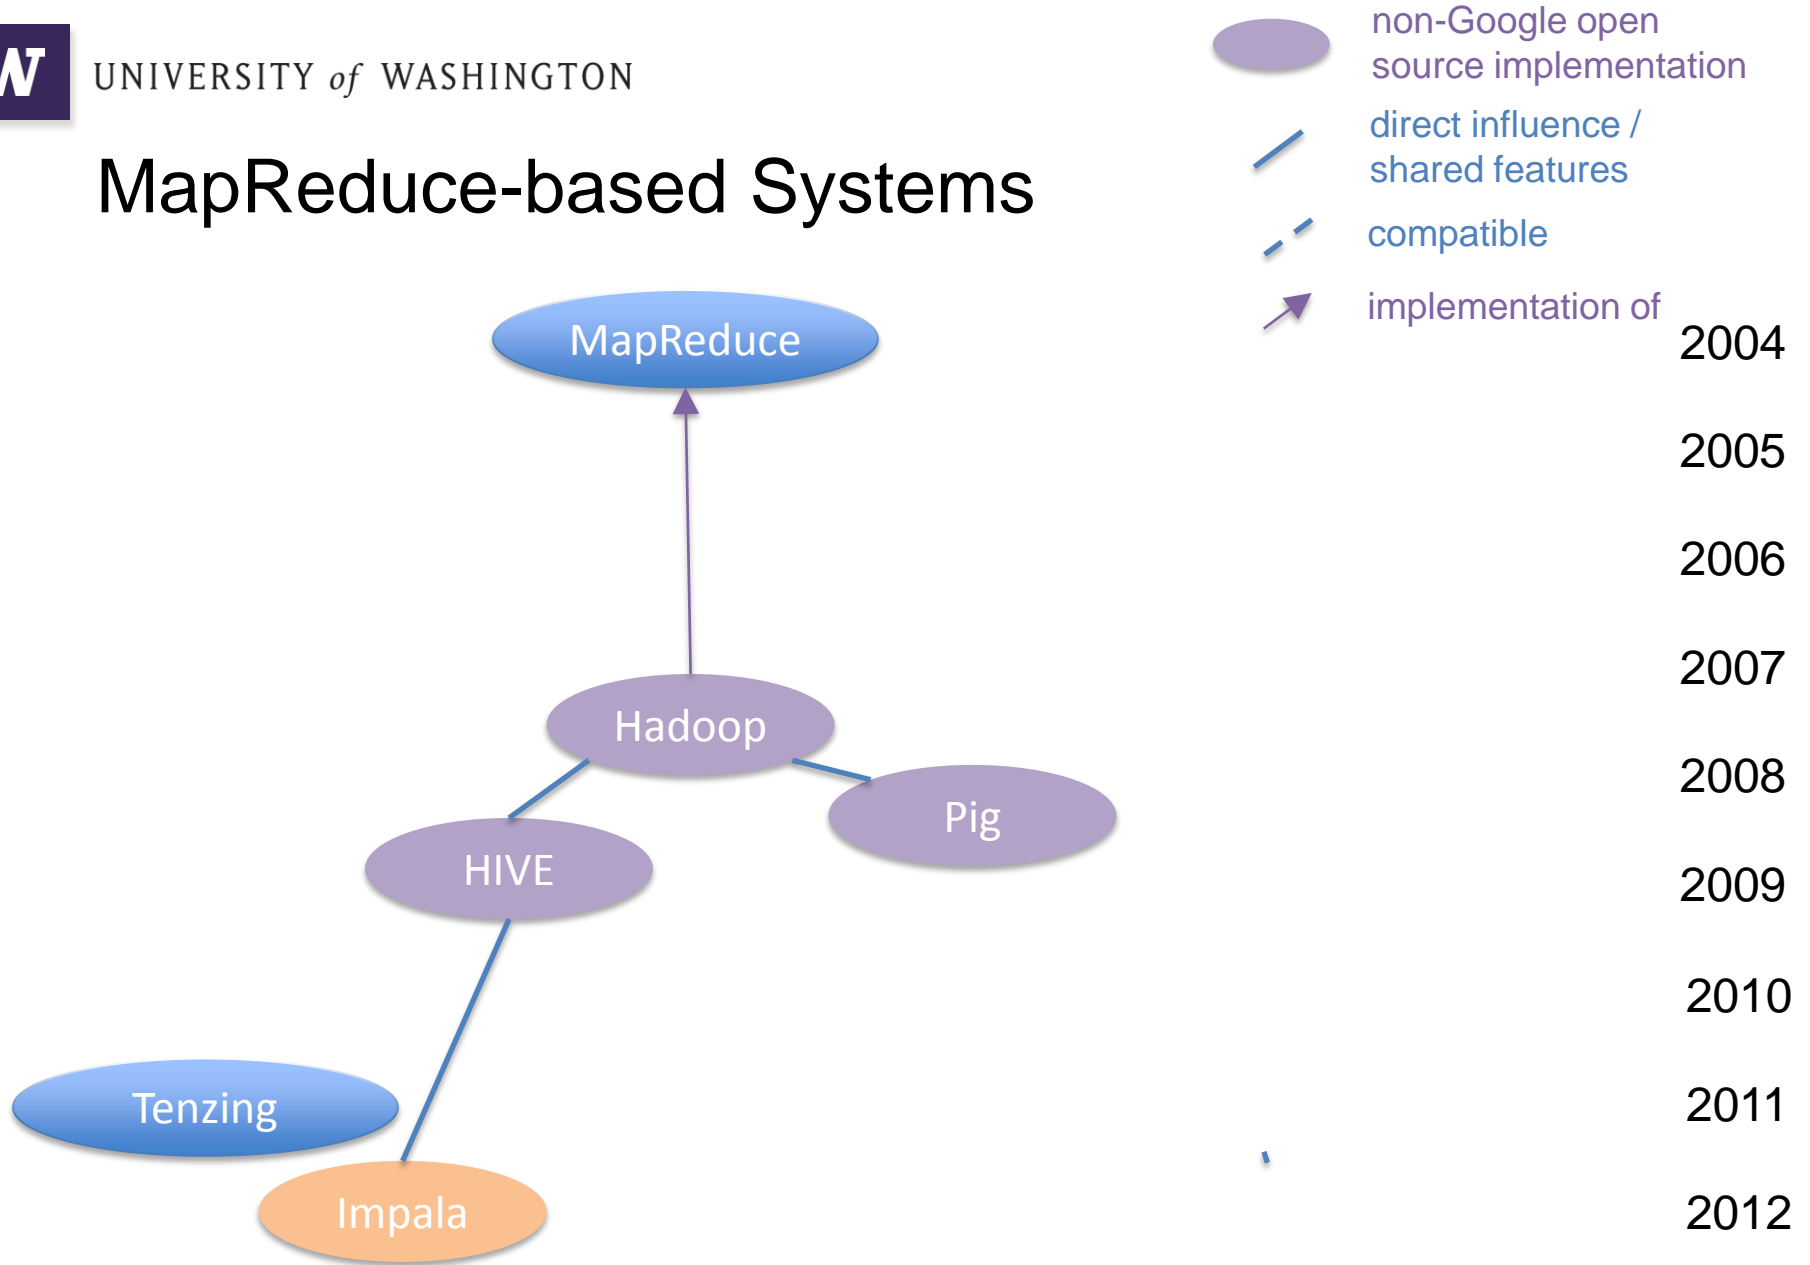 W
UNIVERSITY of WASHINGTON
non-Google open
source implementation
direct influence /
shared features
compatible
implementation of
MapReduce-based Systems
MapReduce
2004
2005
2006
2007
Hadoop
2008
Pig
HIVE
2009
2010
Tenzing
2011
Impala
2012